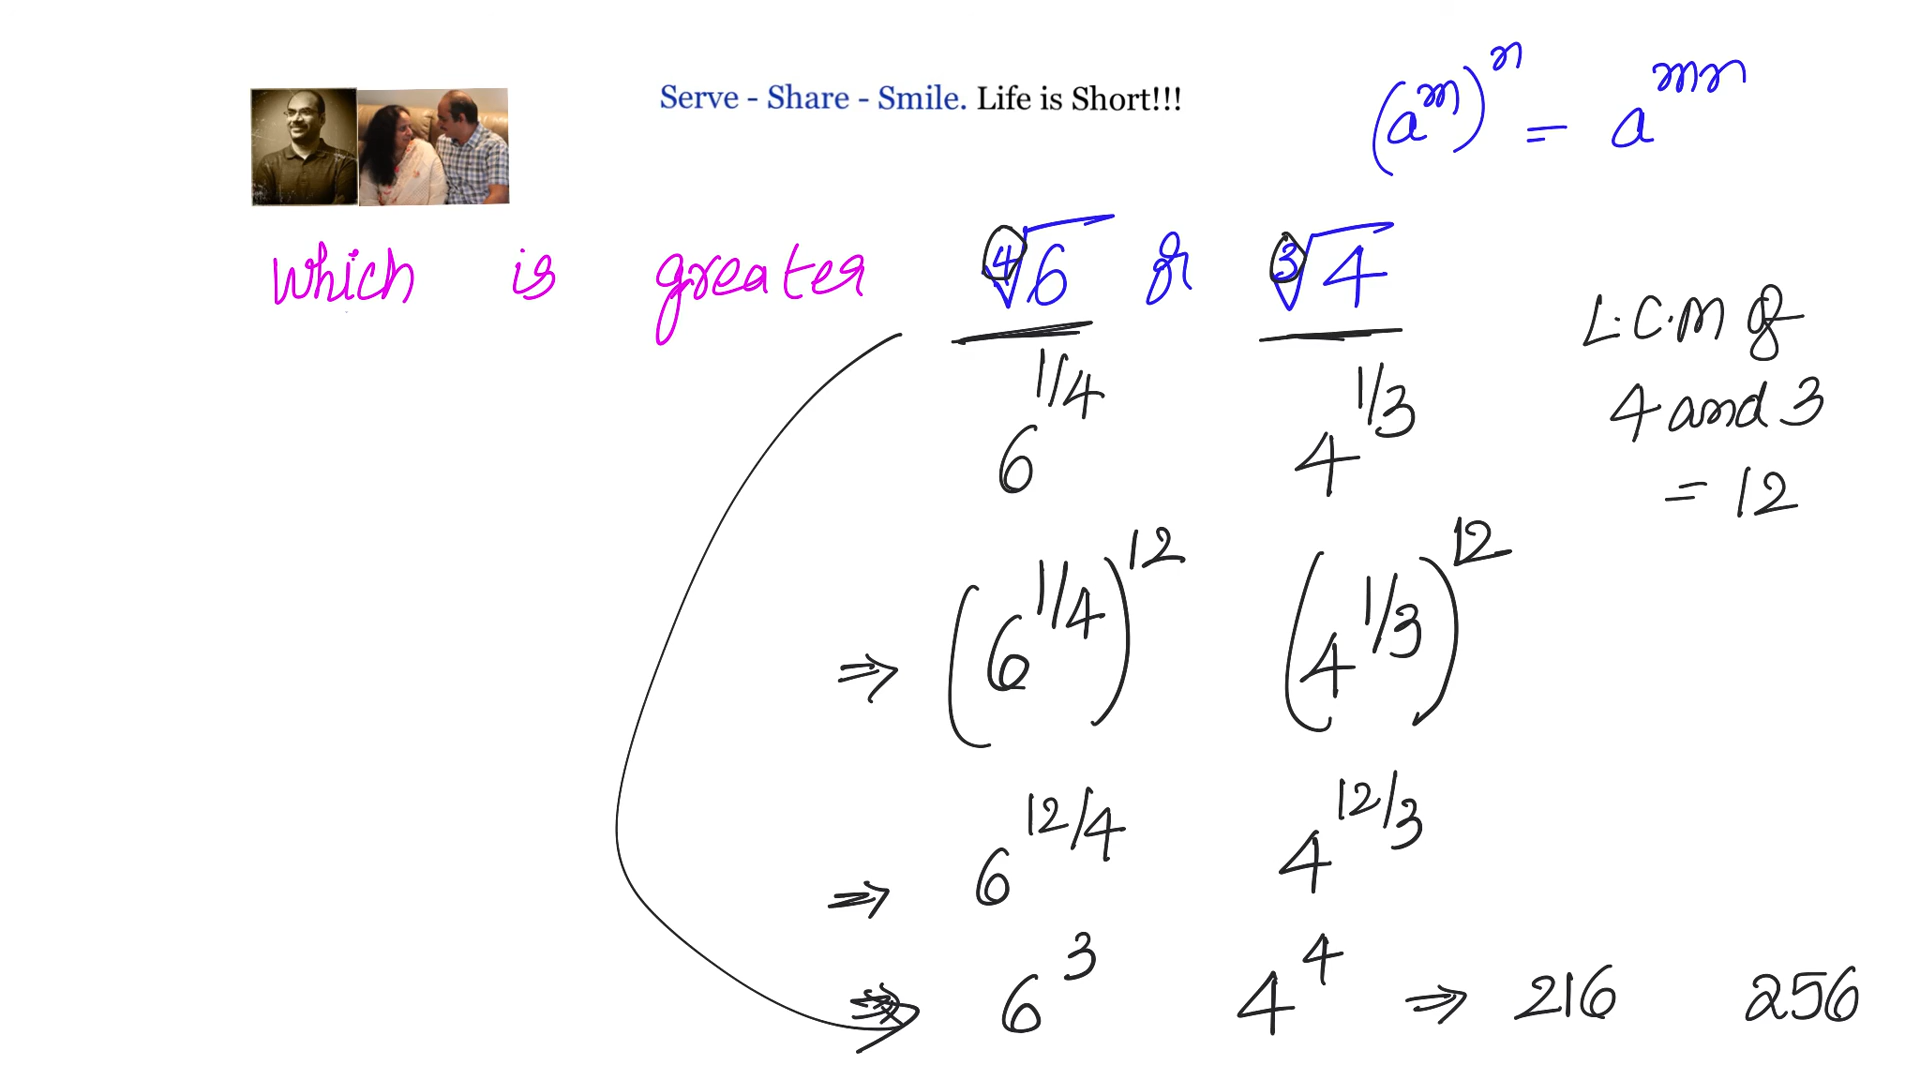 (a^m)^n = a^mn
Serve - Share - Smile. Life is Short!!!
Which is greater ⁴√6 or ³√4
L.C.M of
4 and 3
= 12
6^1/4 4^1/3
⇒ (6^1/4)^12 (4^1/3)^12
⇒ 6^12/4 4^12/3
⇒ 6^3 4^4 ⇒ 216 256